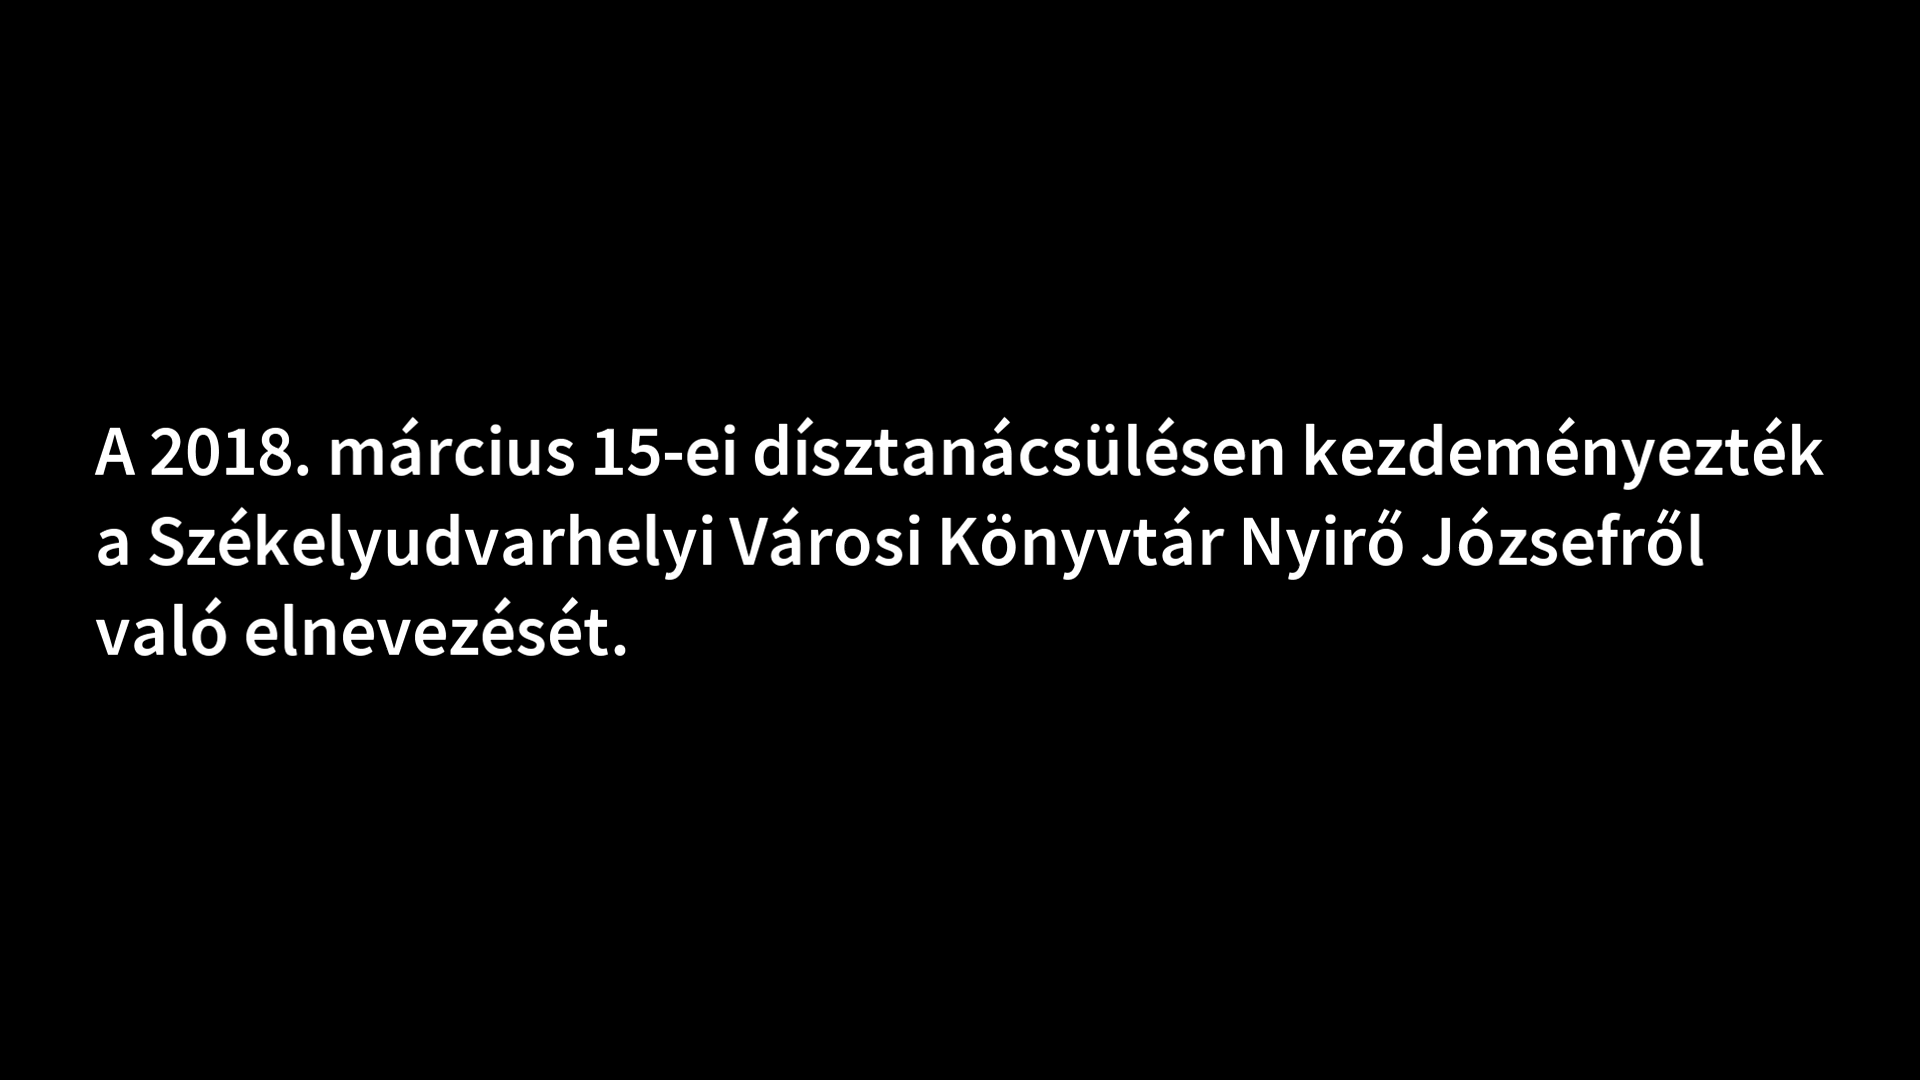 A 2018. március 15-ei dísztanácsülésen kezdeményezték
a Székelyudvarhelyi Városi Könyvtár Nyirő Józsefről
való elnevezését.